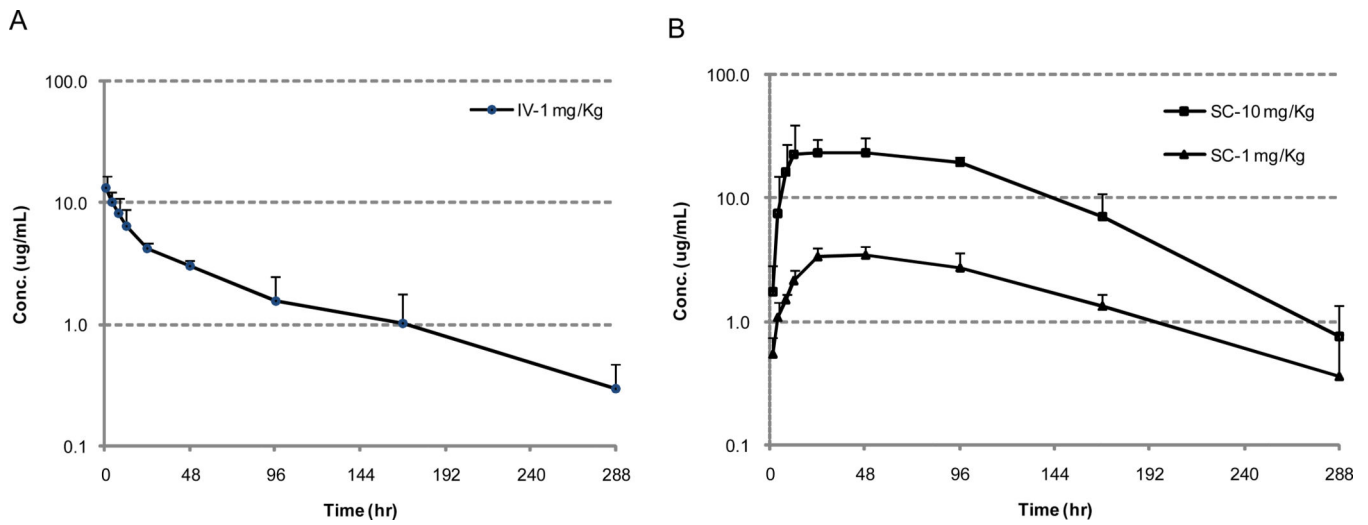 A
100.0
10.0
1.0
0.1
Conc. (ug/mL)
IV-1 mg/Kg
0 48 96 144 192 240 288
Time (hr)
B
100.0
10.0
1.0
0.1
Conc. (ug/mL)
SC-10 mg/Kg
SC-1 mg/Kg
0 48 96 144 192 240 288
Time (hr)